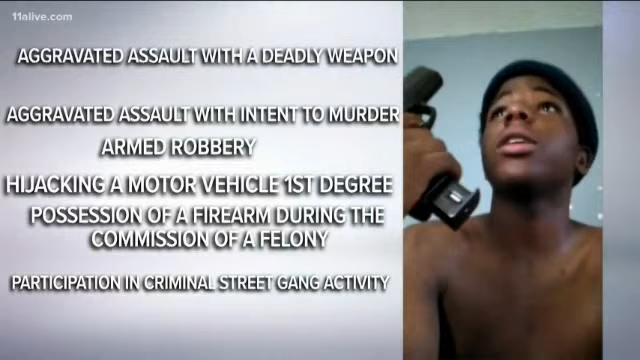 11alive.com
AGGRAVATED ASSAULT WITH A DEADLY WEAPON
AGGRAVATED ASSAULT WITH INTENT TO MURDER
ARMED ROBBERY
HIJACKING A MOTOR VEHICLE 1ST DEGREE
POSSESSION OF A FIREARM DURING THE
COMMISSION OF A FELONY
PARTICIPATION IN CRIMINAL STREET GANG ACTIVITY